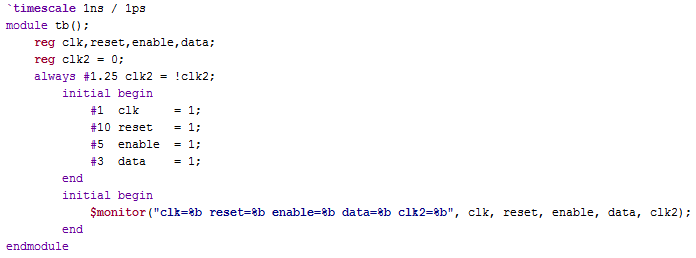 `timescale 1ns / 1ps
module tb();
    reg clk,reset,enable,data;
    reg clk2 = 0;
    always #1.25 clk2 = !clk2;
        initial begin
            #1  clk     = 1;
            #10 reset   = 1;
            #5  enable  = 1;
            #3  data    = 1;
        end
        initial begin
            $monitor("clk=%b reset=%b enable=%b data=%b clk2=%b", clk, reset, enable, data, clk2);
        end
endmodule